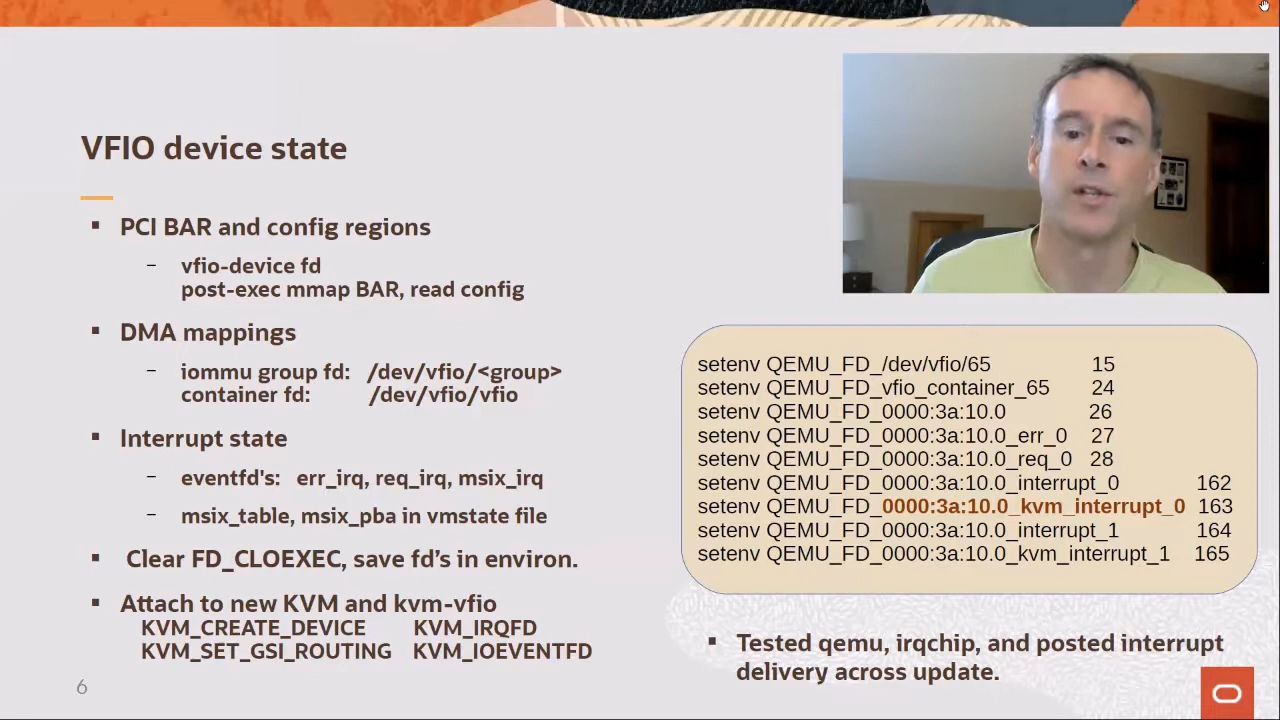 VFIO device state
▪ PCI BAR and config regions
– vfio-device fd
post-exec mmap BAR, read config
▪ DMA mappings
– iommu group fd: /dev/vfio/<group>
container fd: /dev/vfio/vfio
▪ Interrupt state
– eventfd's: err_irq, req_irq, msix_irq
– msix_table, msix_pba in vmstate file
▪ Clear FD_CLOEXEC, save fd’s in environ.
▪ Attach to new KVM and kvm-vfio
KVM_CREATE_DEVICE KVM_IRQFD
KVM_SET_GSI_ROUTING KVM_IOEVENTFD
6
setenv QEMU_FD_/dev/vfio/65 15
setenv QEMU_FD_vfio_container_65 24
setenv QEMU_FD_0000:3a:10.0 26
setenv QEMU_FD_0000:3a:10.0_err_0 27
setenv QEMU_FD_0000:3a:10.0_req_0 28
setenv QEMU_FD_0000:3a:10.0_interrupt_0 162
setenv QEMU_FD_0000:3a:10.0_kvm_interrupt_0 163
setenv QEMU_FD_0000:3a:10.0_interrupt_1 164
setenv QEMU_FD_0000:3a:10.0_kvm_interrupt_1 165
▪ Tested qemu, irqchip, and posted interrupt
delivery across update.